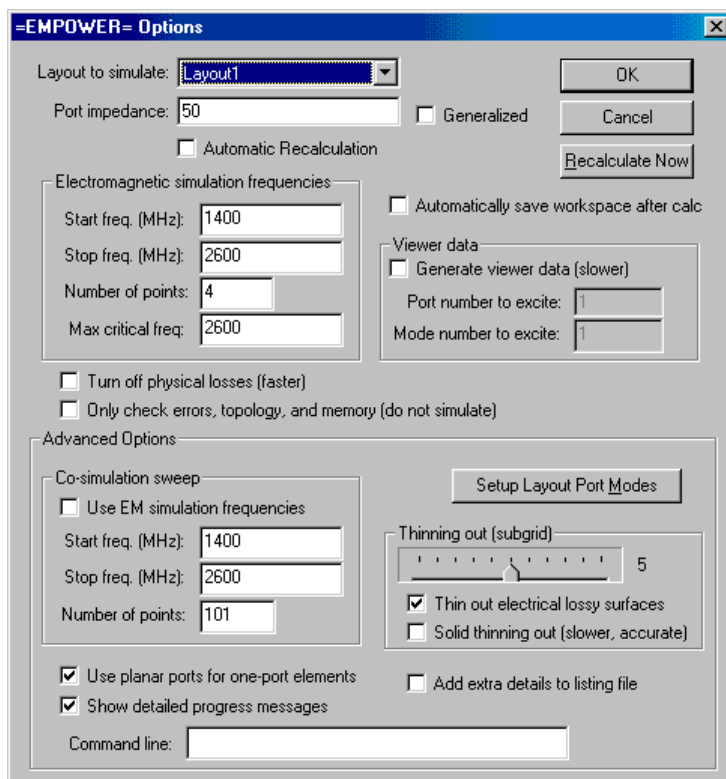 =EMPOWER= Options
Layout to simulate: Layout1
OK
Port impedance: 50
Generalized
Cancel
Automatic Recalculation
Recalculate Now
Electromagnetic simulation frequencies
Start freq. (MHz): 1400
Stop freq. (MHz): 2600
Number of points: 4
Max critical freq: 2600
Automatically save workspace after calc
Viewer data
Generate viewer data (slower)
Port number to excite: 1
Mode number to excite: 1
Turn off physical losses (faster)
Only check errors, topology, and memory (do not simulate)
Advanced Options
Co-simulation sweep
Use EM simulation frequencies
Start freq. (MHz): 1400
Stop freq. (MHz): 2600
Number of points: 101
Setup Layout Port Modes
Thinning out (subgrid)
5
Thin out electrical lossy surfaces
Solid thinning out (slower, accurate)
Use planar ports for one-port elements
Add extra details to listing file
Show detailed progress messages
Command line: